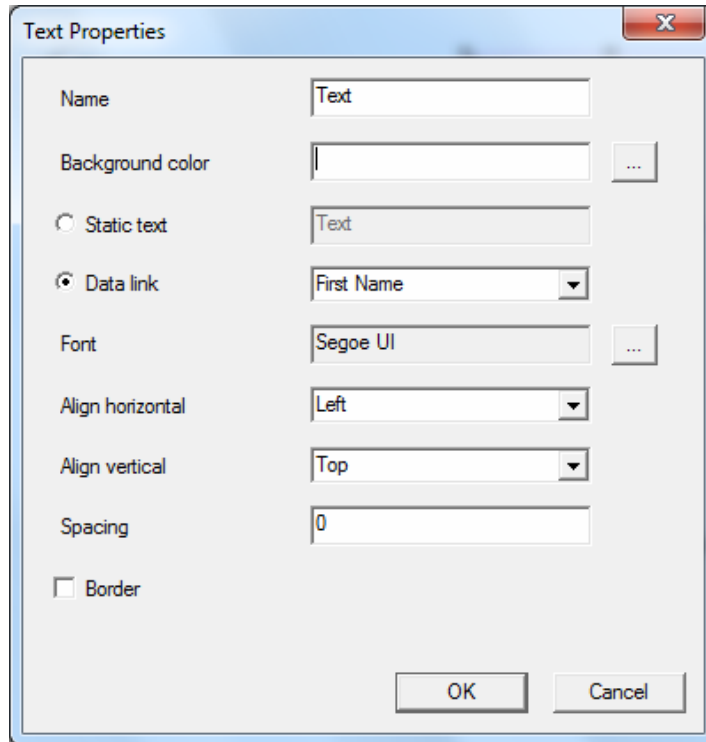 Text Properties
Name Text
Background color ...
Static text Text
Data link First Name
Font Segoe UI ...
Align horizontal Left
Align vertical Top
Spacing 0
Border
OK Cancel